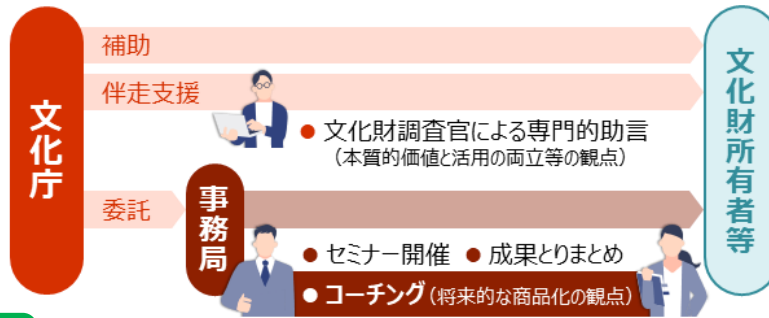 文化庁
補助
伴走支援
● 文化財調査官による専門的助言
（本質的価値と活用の両立等の観点）
委託
事務局
● セミナー開催 ● 成果とりまとめ
● コーチング（将来的な商品化の観点）
文化財所有者等